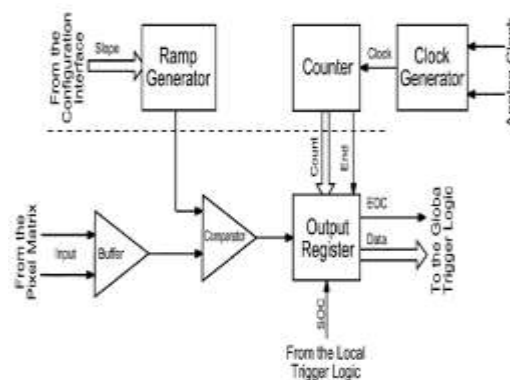 From the
Configuration
Interface
Slope
Ramp
Generator
Counter
Clock
Clock
Generator
Count
End
From the
Pixel Matrix
Input
Buffer
Comparator
Output
Register
EOC
Data
To the Global
Trigger Logic
SOC
From the Local
Trigger Logic